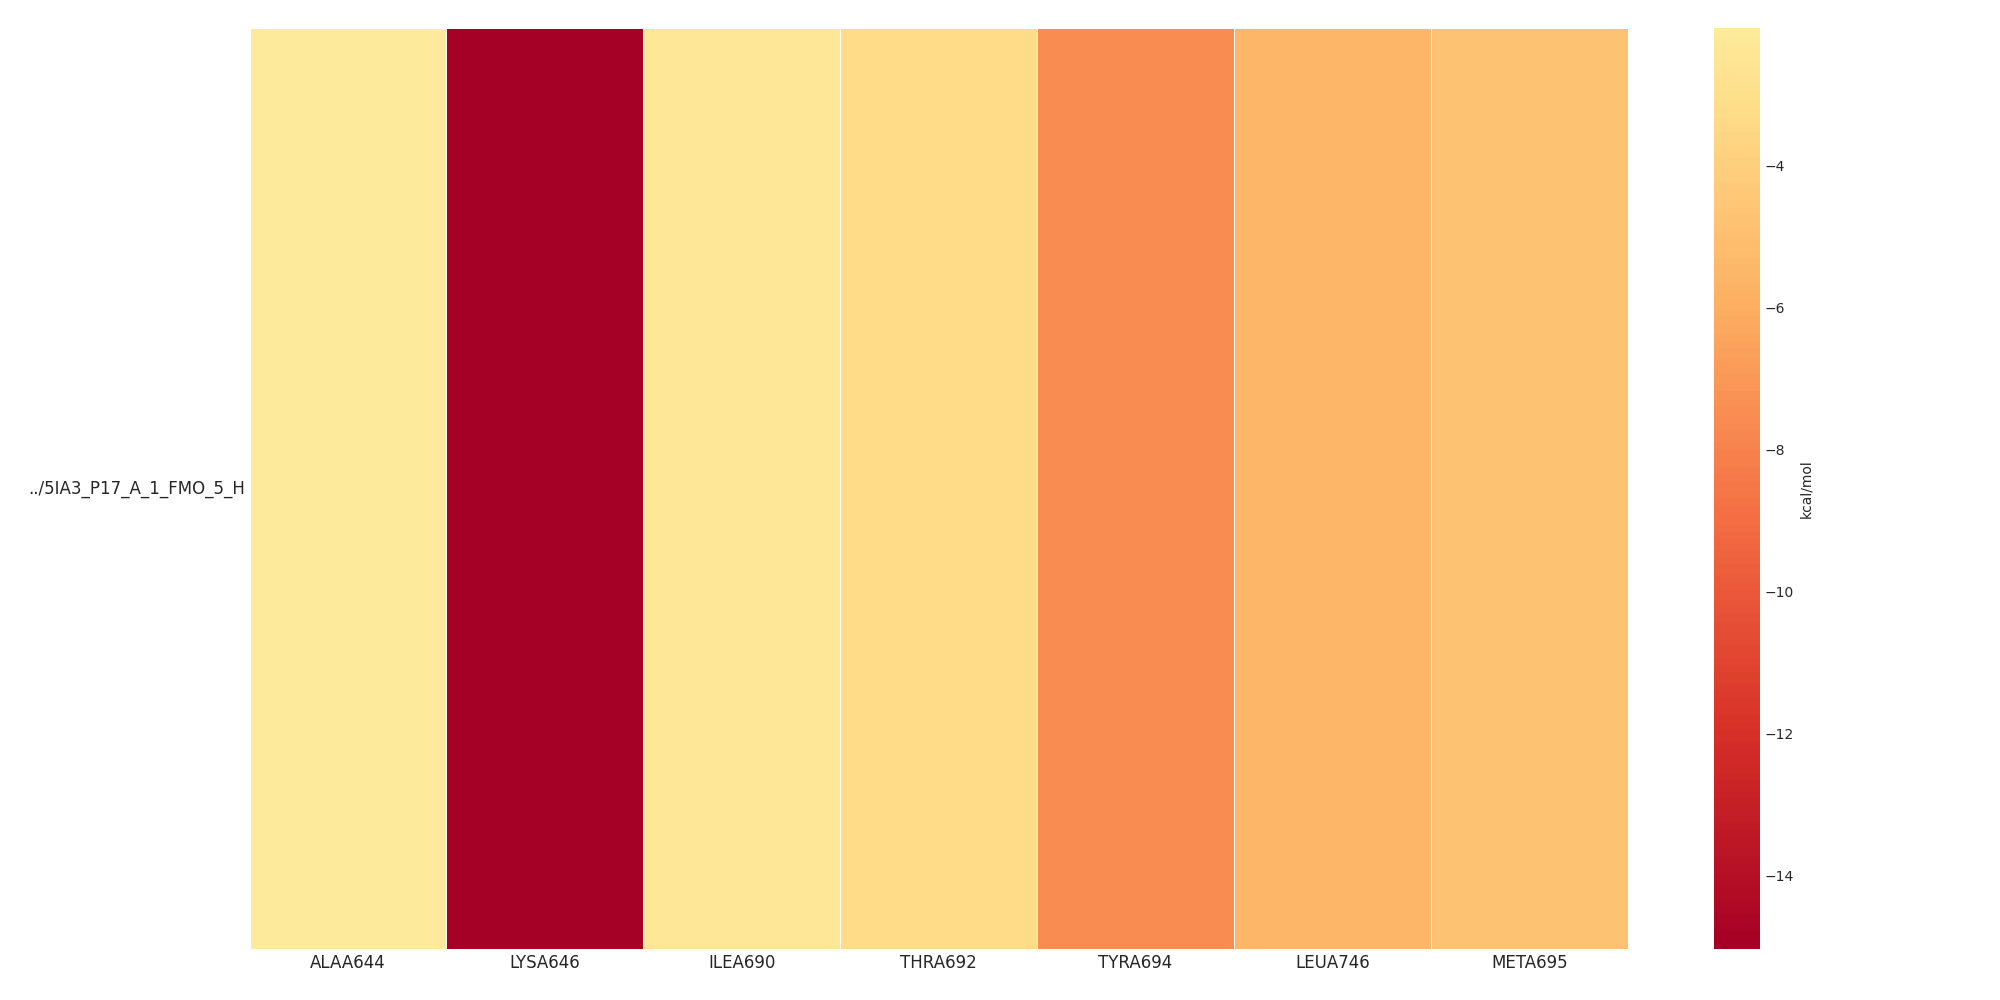 ../5IA3_P17_A_1_FMO_5_H
ALAA644
LYSA646
ILEA690
THRA692
TYRA694
LEUA746
META695
−4
−6
−8
−10
−12
−14
kcal/mol